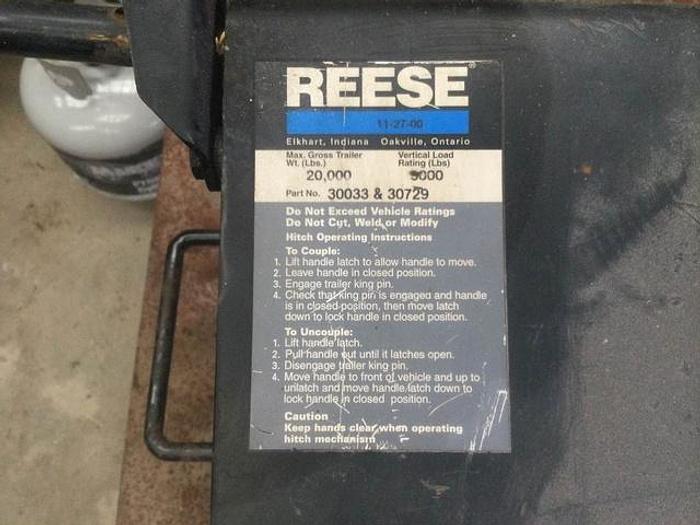 REESE®
11-27-00
Elkhart, Indiana Oakville, Ontario
Max. Gross Trailer Vertical Load
Wt. (Lbs.) Rating (Lbs)
20,000 5000
Part No. 30033 & 30729
Do Not Exceed Vehicle Ratings
Do Not Cut, Weld or Modify
Hitch Operating Instructions
To Couple:
1. Lift handle latch to allow handle to move.
2. Leave handle in closed position.
3. Engage trailer king pin.
4. Check that king pin is engaged and handle
is in closed position, then move latch
down to lock handle in closed position.
To Uncouple:
1. Lift handle latch.
2. Pull handle out until it latches open.
3. Disengage trailer king pin.
4. Move handle to front of vehicle and up to
unlatch and move handle latch down to
lock handle in closed position.
Caution
Keep hands clear when operating
hitch mechanism